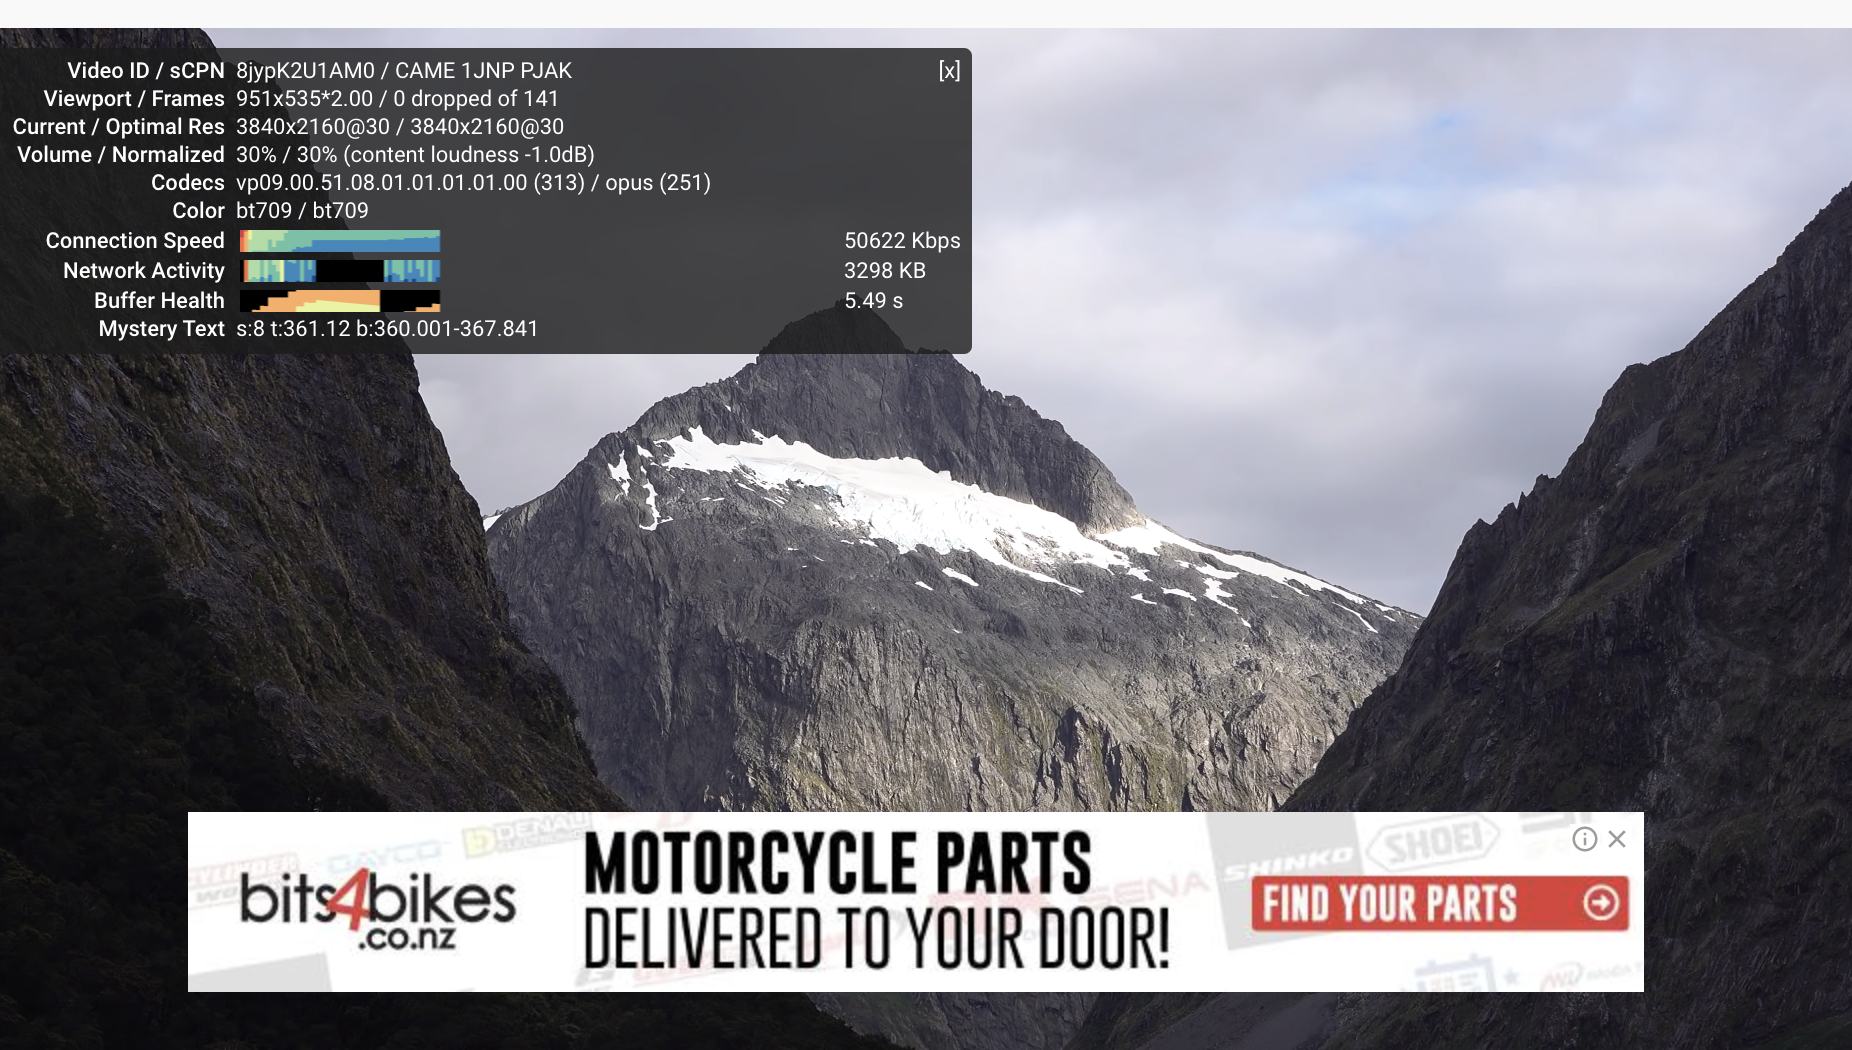 Video ID / sCPN 8jypK2U1AM0 / CAME 1JNP PJAK [x]
Viewport / Frames 951x535*2.00 / 0 dropped of 141
Current / Optimal Res 3840x2160@30 / 3840x2160@30
Volume / Normalized 30% / 30% (content loudness -1.0dB)
Codecs vp09.00.51.08.01.01.01.01.00 (313) / opus (251)
Color bt709 / bt709
Connection Speed 50622 Kbps
Network Activity 3298 KB
Buffer Health 5.49 s
Mystery Text s:8 t:361.12 b:360.001-367.841
DAYCO
DENALI
SHINKO
SHOEI
SENA
bits4bikes
.co.nz
MOTORCYCLE PARTS
DELIVERED TO YOUR DOOR!
FIND YOUR PARTS